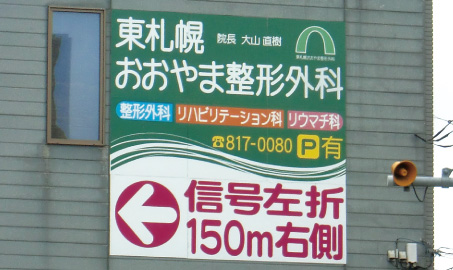 東札幌 院長 大山 直樹
おおやま整形外科
整形外科 リハビリテーション科 リウマチ科
☎817-0080 P有
信号左折
150m右側